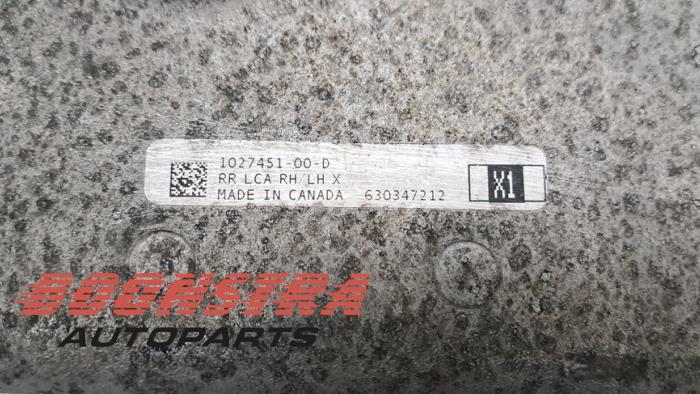 1027451-00-D
RR LCA RH/LH X
MADE IN CANADA 630347212
X1
BOONSTRA
AUTOPARTS